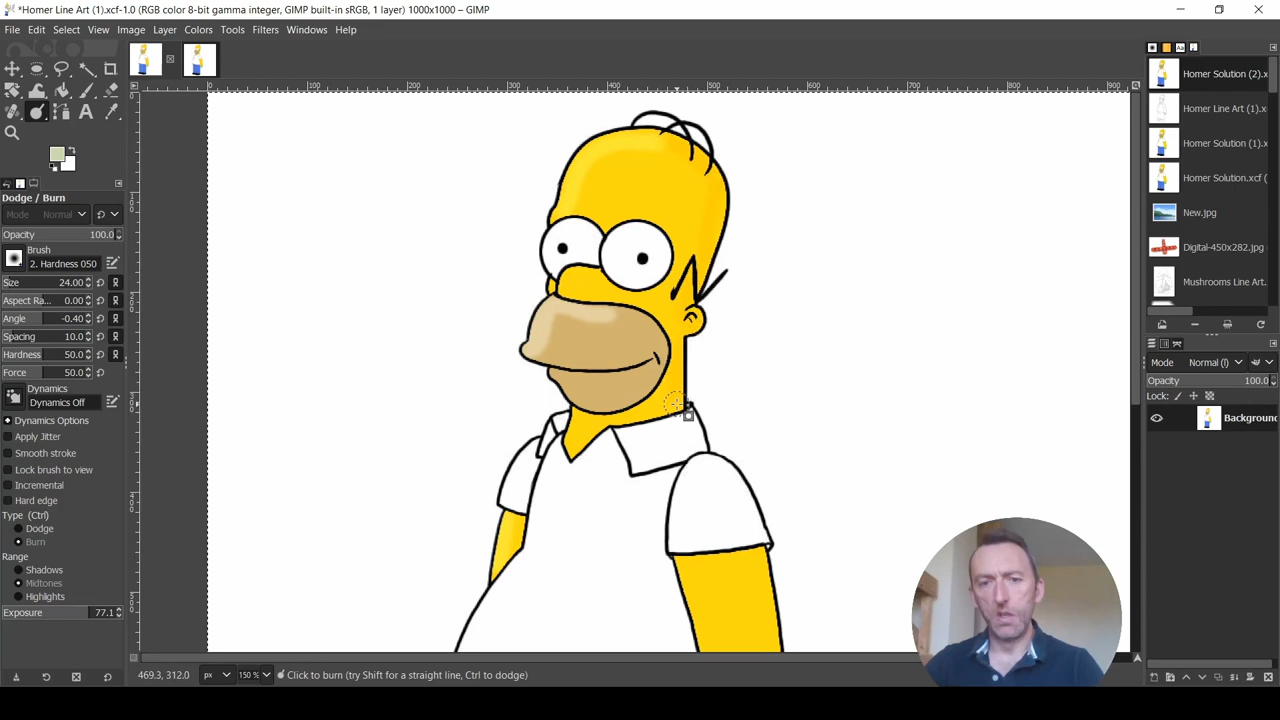 *Homer Line Art (1).xcf-1.0 (RGB color 8-bit gamma integer, GIMP built-in sRGB, 1 layer) 1000x1000 – GIMP
File Edit Select View Image Layer Colors Tools Filters Windows Help
0 100 300 400 500 700 800 900
Dodge / Burn
Mode Normal
Opacity 100.0
Brush
2. Hardness 050
Size 24.00
Aspect Ra... 0.00
Angle -0.40
Spacing 10.0
Hardness 50.0
Force 50.0
Dynamics
Dynamics Off
Dynamics Options
Apply Jitter
Smooth stroke
Lock brush to view
Incremental
Hard edge
Type (Ctrl)
Dodge
Burn
Range
Shadows
Midtones
Highlights
Exposure 77.1
469.3, 312.0 px 150 % Click to burn (try Shift for a straight line, Ctrl to dodge)
Aa
Homer Solution (2).x
Homer Line Art (1).x
Homer Solution (1).x
Homer Solution.xcf (
New.jpg
Digital-450x282.jpg
Mushrooms Line Art.
Mode Normal (l)
Opacity 100.0
Lock:
Background